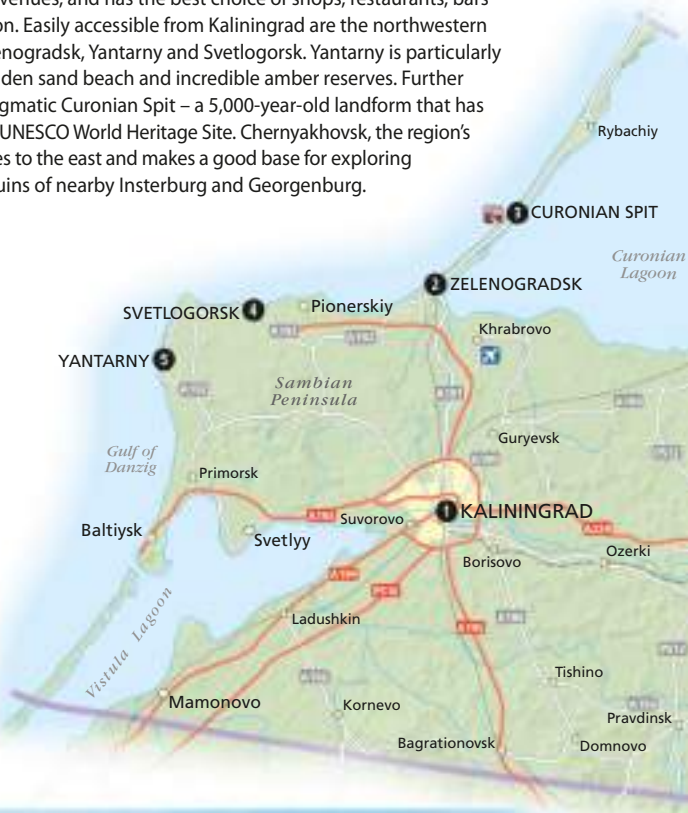 venues, and has the best choice of shops, restaurants, bars
on. Easily accessible from Kaliningrad are the northwestern
enogradsk, Yantarny and Svetlogorsk. Yantarny is particularly
den sand beach and incredible amber reserves. Further
gmatic Curonian Spit – a 5,000-year-old landform that has
UNESCO World Heritage Site. Chernyakhovsk, the region's
es to the east and makes a good base for exploring
uins of nearby Insterburg and Georgenburg.
Rybachiy
3 CURONIAN SPIT
Curonian
Lagoon
2 ZELENOGRADSK
SVETLOGORSK 4
Pionerskiy
Khrabrovo
YANTARNY 5
Sambian
Peninsula
Guryevsk
Gulf of
Danzig
Primorsk
1 KALININGRAD
Suvorovo
Baltiysk
Svetlyy
Ozerki
Borisovo
Ladushkin
Vistula Lagoon
Tishino
Mamonovo
Kornevo
Pravdinsk
Bagrationovsk
Domnovo